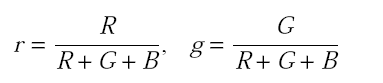 r = R / (R + G + B), g = G / (R + G + B)